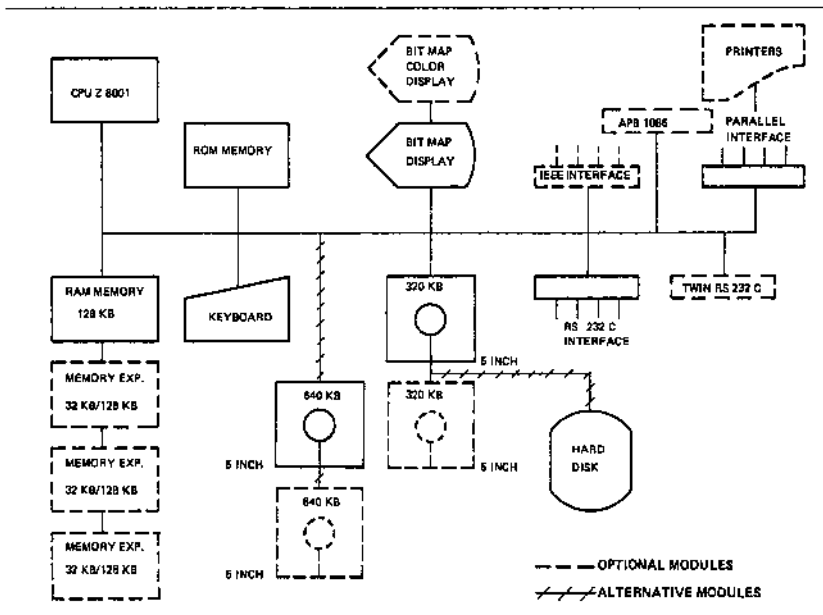 CPU Z 8001
ROM MEMORY
BIT MAP
COLOR
DISPLAY
BIT MAP
DISPLAY
PRINTERS
APB 1086
PARALLEL
INTERFACE
IEEE INTERFACE
RAM MEMORY
128 KB
KEYBOARD
320 KB
5 INCH
RS 232 C
INTERFACE
TWIN RS 232 C
MEMORY EXP.
32 KB/128 KB
MEMORY EXP.
32 KB/128 KB
MEMORY EXP.
32 KB/128 KB
640 KB
5 INCH
640 KB
5 INCH
320 KB
5 INCH
HARD
DISK
OPTIONAL MODULES
ALTERNATIVE MODULES